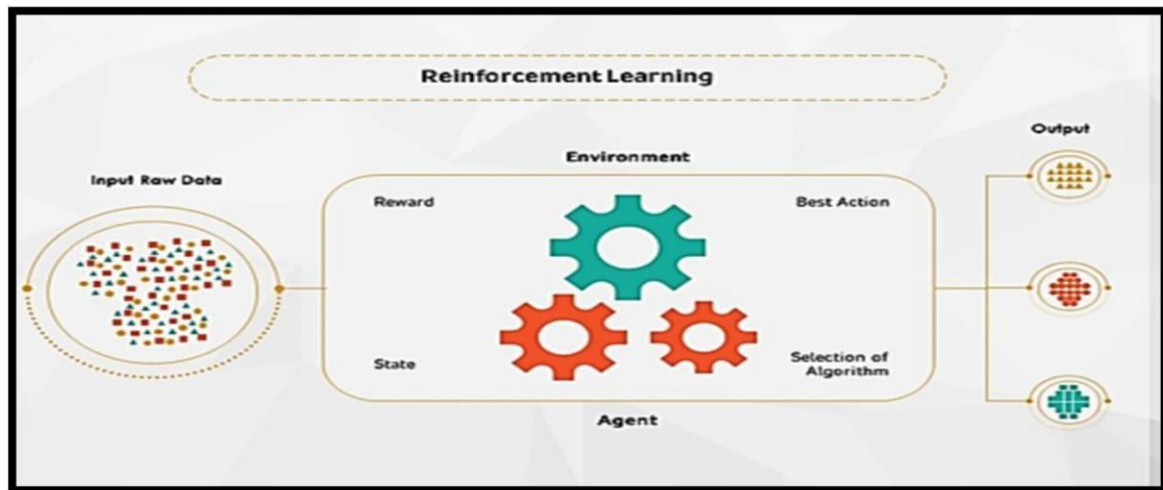 Reinforcement Learning
Output
Environment
Input Raw Data
Reward
Best Action
State
Selection of
Algorithm
Agent